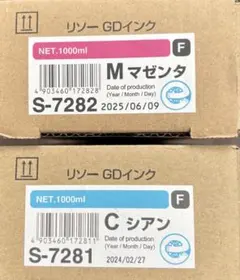 リソー GDインク
NET.1000ml
F
M マゼンタ
4 903460 172828
Date of production
(Year / Month / Day)
S-7282
2025/06/09
リソー GDインク
NET.1000ml
F
C シアン
4 903460 172811
Date of production
(Year / Month / Day)
S-7281
2024/02/27